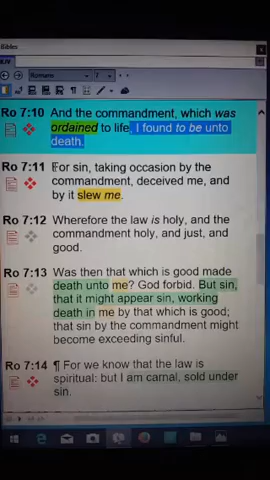 Bibles
KJV
Romans
7
Ro 7:10 And the commandment, which was
ordained to life, I found to be unto
death.
Ro 7:11 For sin, taking occasion by the
commandment, deceived me, and
by it slew me.
Ro 7:12 Wherefore the law is holy, and the
commandment holy, and just, and
good.
Ro 7:13 Was then that which is good made
death unto me? God forbid. But sin,
that it might appear sin, working
death in me by that which is good;
that sin by the commandment might
become exceeding sinful.
Ro 7:14 ¶ For we know that the law is
spiritual: but I am carnal, sold under
sin.